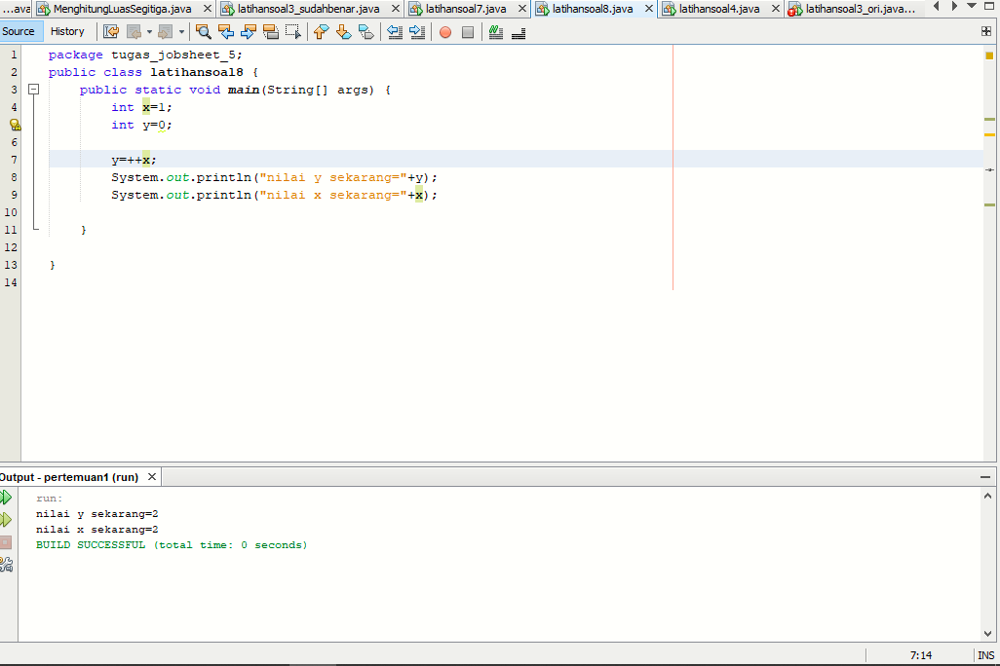 ...ava MenghitungLuasSegitiga.java latihansoal3_sudahbenar.java latihansoal7.java latihansoal8.java latihansoal4.java latihansoal3_ori.java...
Source History
1 package tugas_jobsheet_5;
2 public class latihansoal8 {
3 public static void main(String[] args) {
4 int x=1;
int y=0;
6
7 y=++x;
8 System.out.println("nilai y sekarang="+y);
9 System.out.println("nilai x sekarang="+x);
10
11 }
12
13 }
14
Output - pertemuan1 (run)
run:
nilai y sekarang=2
nilai x sekarang=2
BUILD SUCCESSFUL (total time: 0 seconds)
7:14 INS